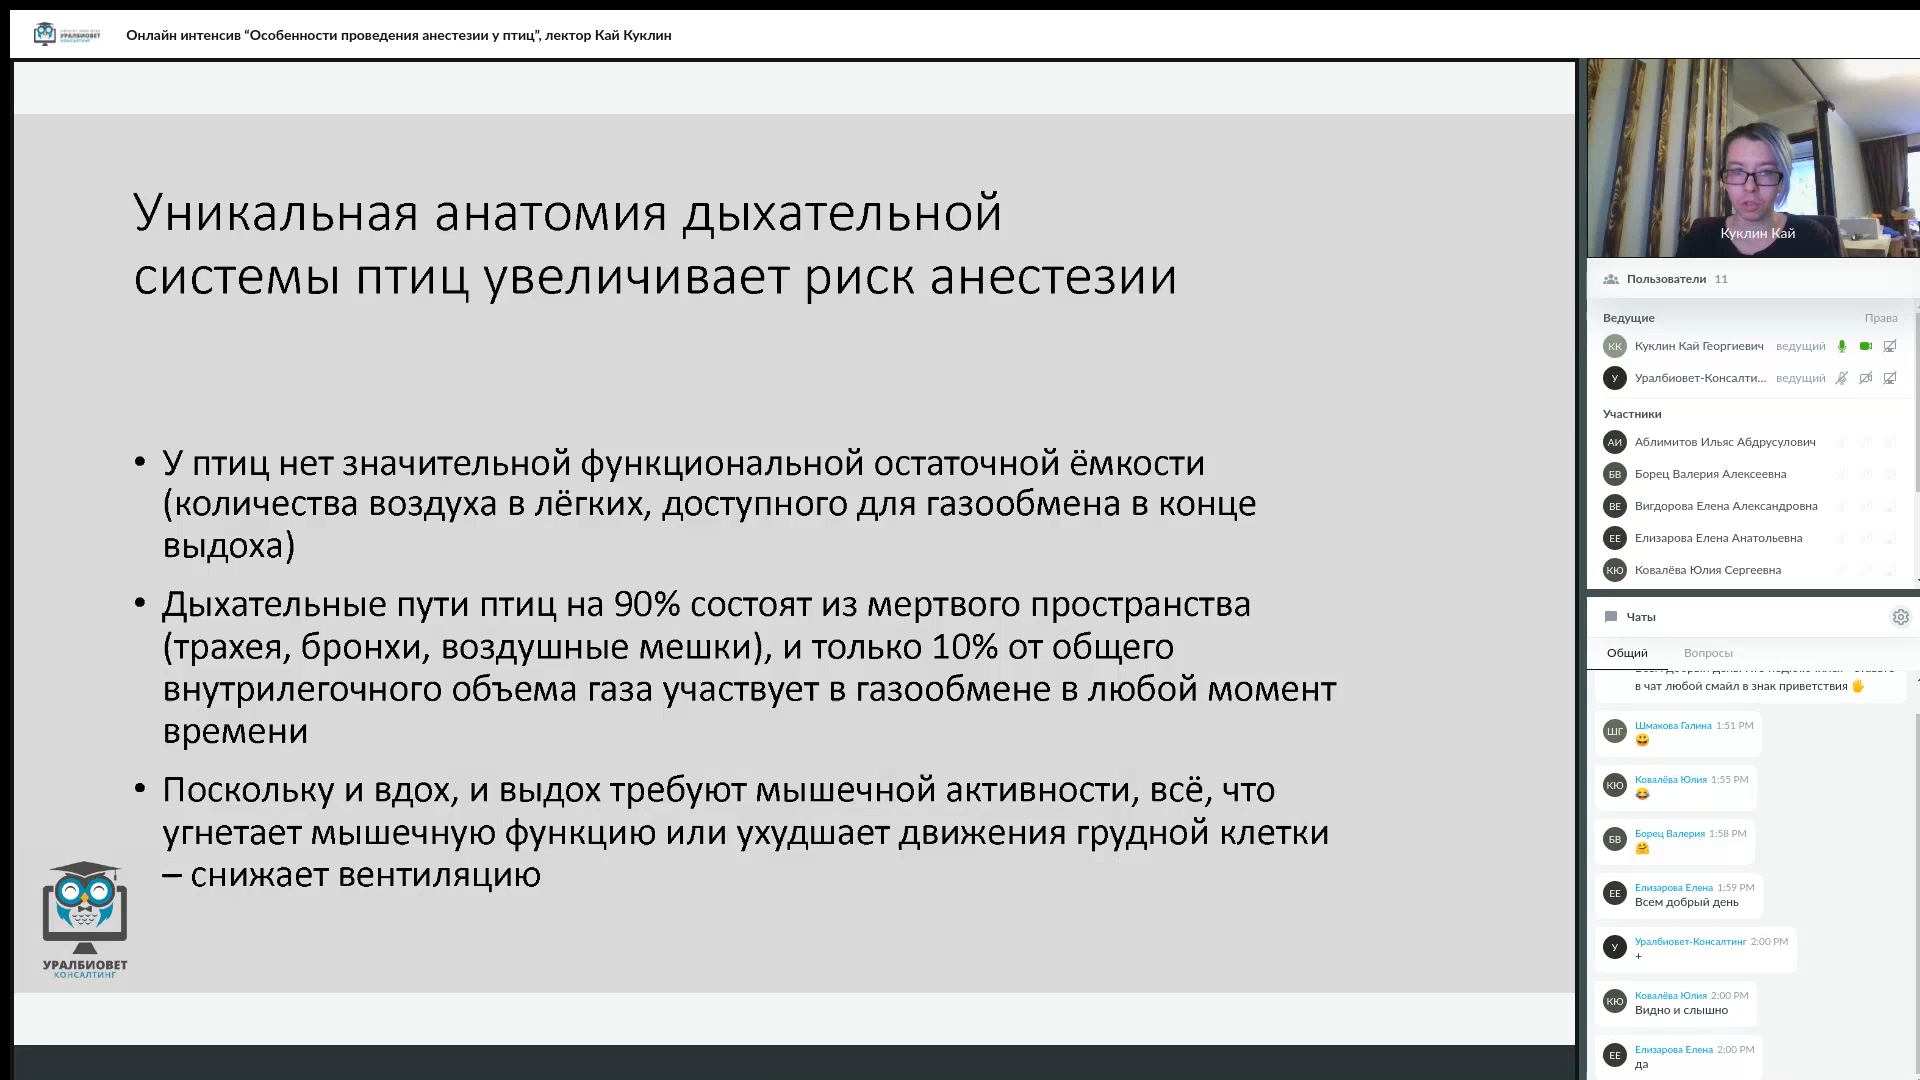 УРАЛБИОВЕТ
Онлайн интенсив “Особенности проведения анестезии у птиц”, лектор Кай Куклин
Уникальная анатомия дыхательной
системы птиц увеличивает риск анестезии
• У птиц нет значительной функциональной остаточной ёмкости
(количества воздуха в лёгких, доступного для газообмена в конце
выдоха)
• Дыхательные пути птиц на 90% состоят из мертвого пространства
(трахея, бронхи, воздушные мешки), и только 10% от общего
внутрилегочного объема газа участвует в газообмене в любой момент
времени
• Поскольку и вдох, и выдох требуют мышечной активности, всё, что
угнетает мышечную функцию или ухудшает движения грудной клетки
– снижает вентиляцию
УРАЛБИОВЕТ
КОНСАЛТИНГ
Куклин Кай
Пользователи 11
Ведущие Права
КК Куклин Кай Георгиевич ведущий
У Уралбиовет-Консалти... ведущий
Участники
АИ Аблимитов Ильяс Абдрусулович
БВ Борец Валерия Алексеевна
ВЕ Вигдорова Елена Александровна
ЕЕ Елизарова Елена Анатольевна
КЮ Ковалёва Юлия Сергеевна
Чаты
Общий Вопросы
в чат любой смайл в знак приветствия 🖐
ШГ Шмакова Галина 1:51 PM
😀
КЮ Ковалёва Юлия 1:55 PM
😂
БВ Борец Валерия 1:58 PM
🤗
ЕЕ Елизарова Елена 1:59 PM
Всем добрый день
У Уралбиовет-Консалтинг 2:00 PM
+
КЮ Ковалёва Юлия 2:00 PM
Видно и слышно
ЕЕ Елизарова Елена 2:00 PM
да